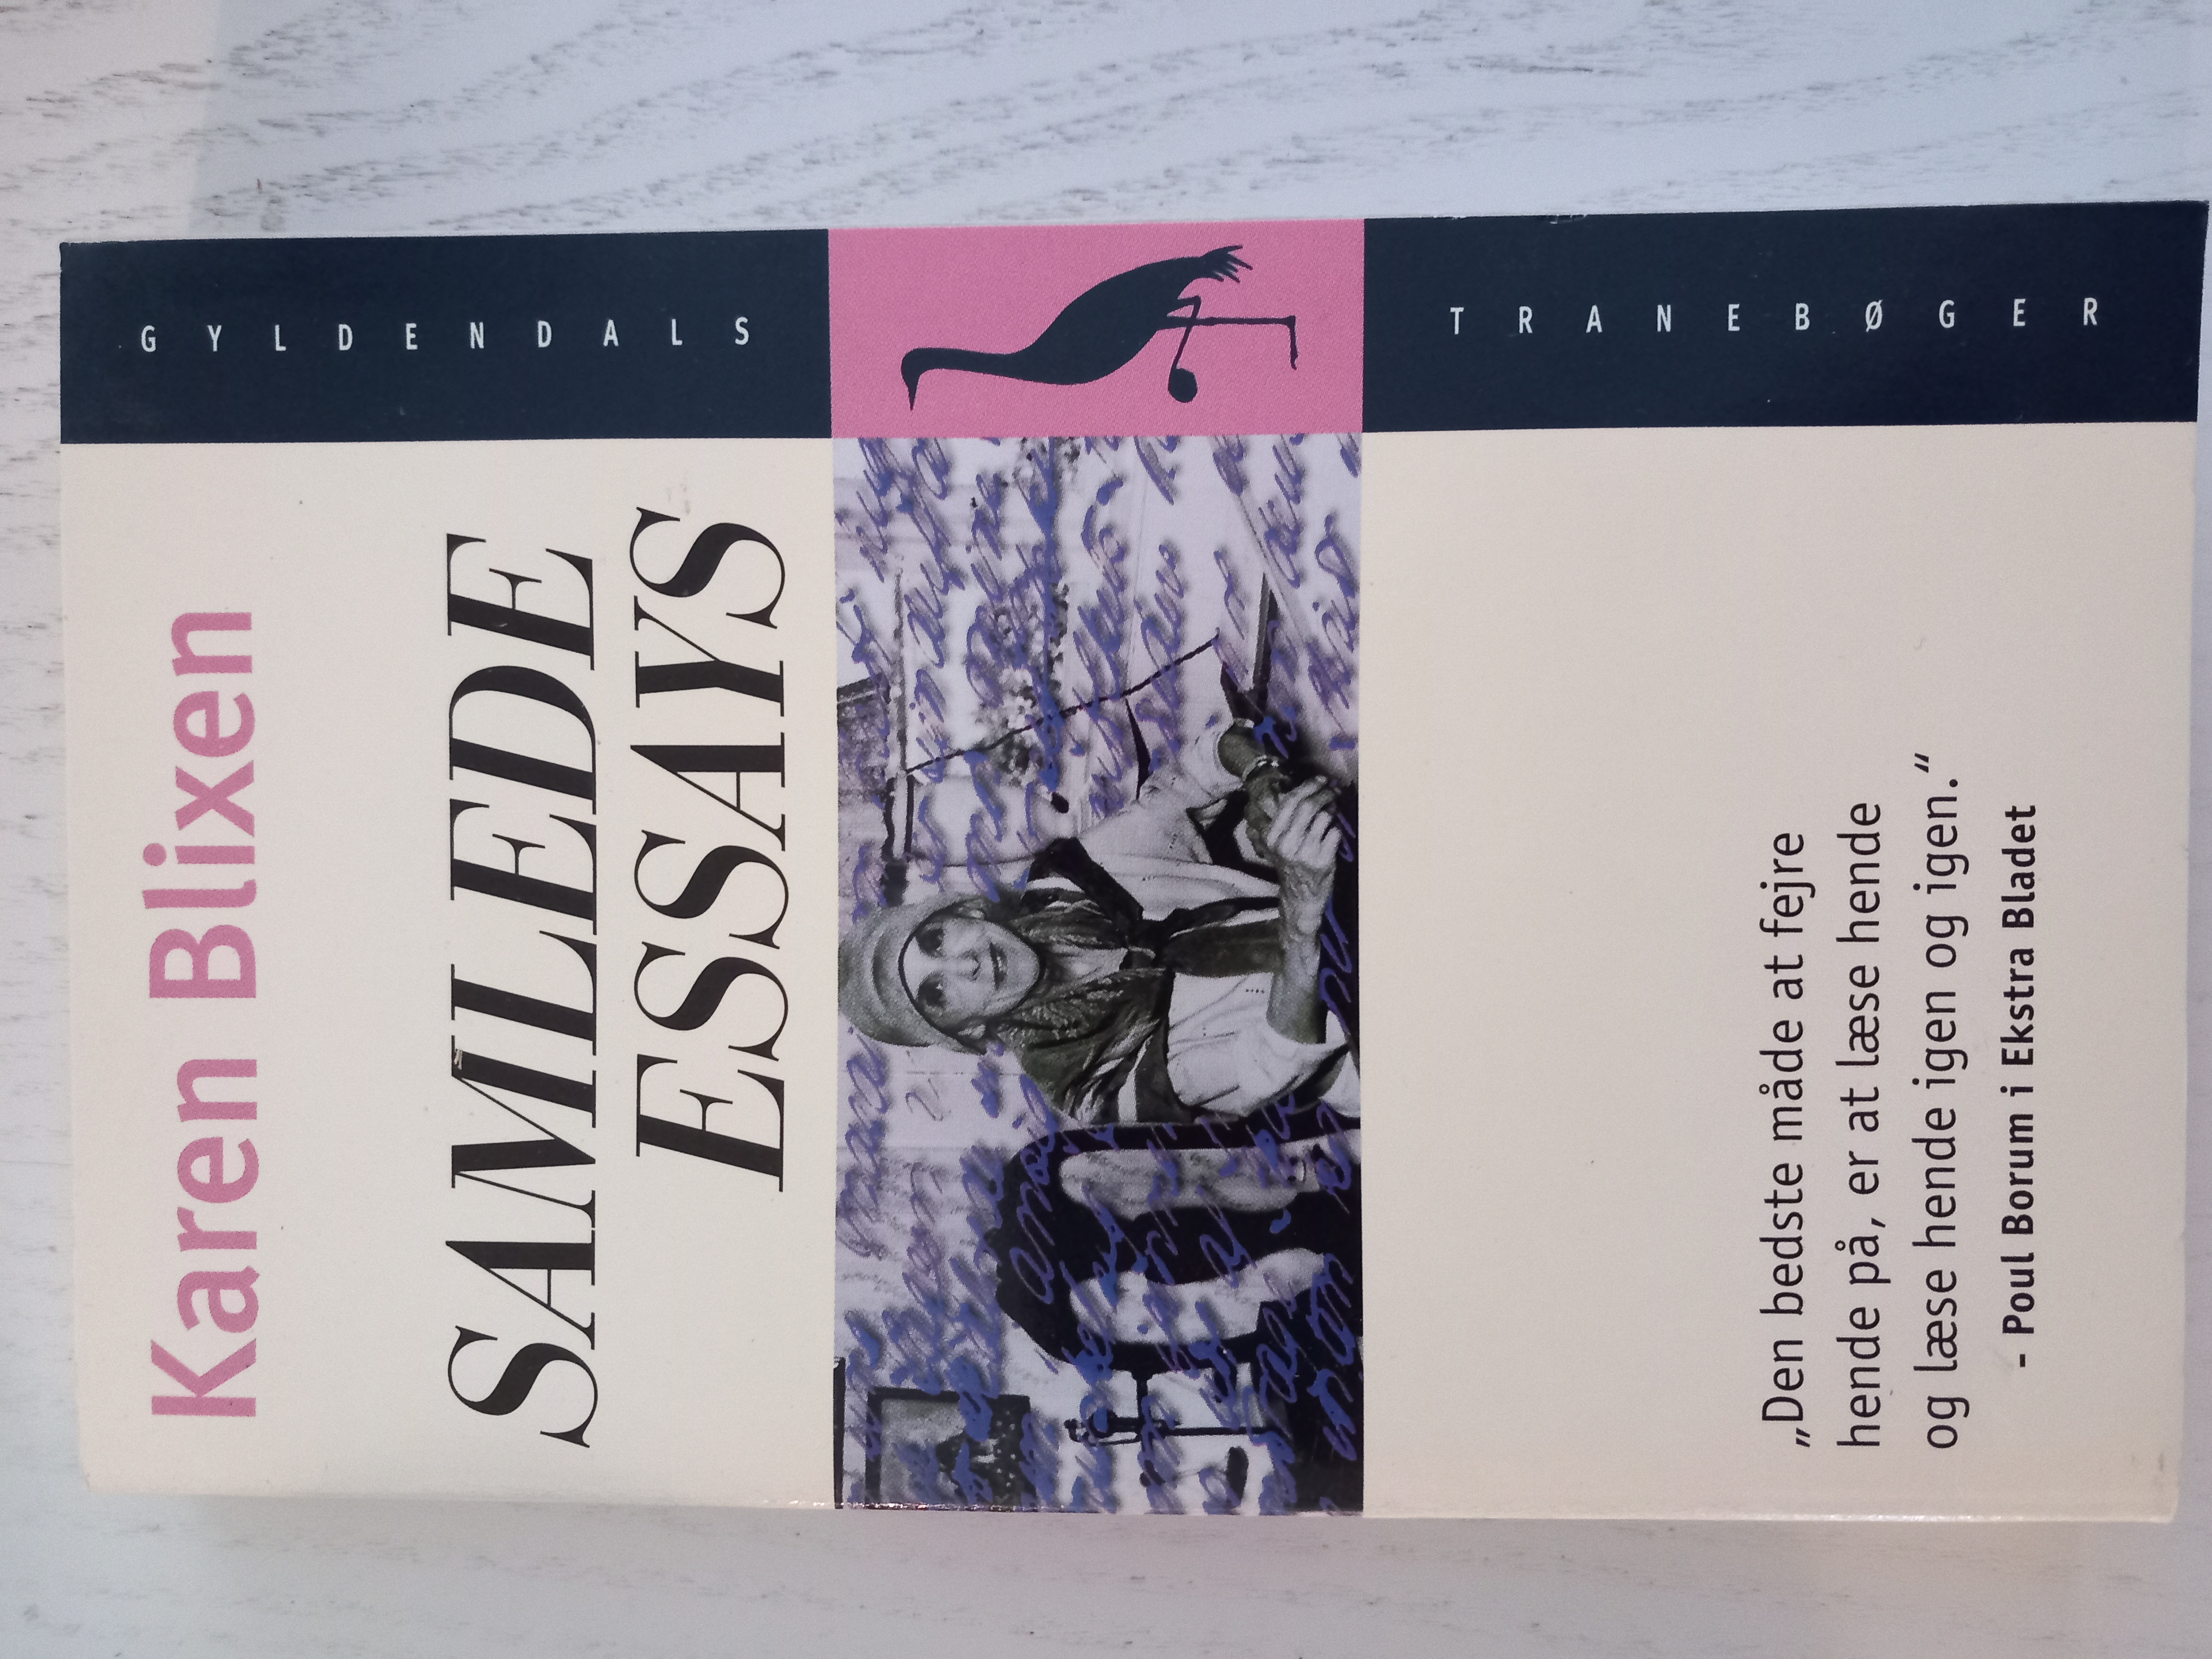 Karen Blixen
SAMLEDE
ESSAYS
GYLDENDALS
TRANEBØGER
„Den bedste måde at fejre
hende på, er at læse hende
og læse hende igen og igen.“
- Poul Borum i Ekstra Bladet